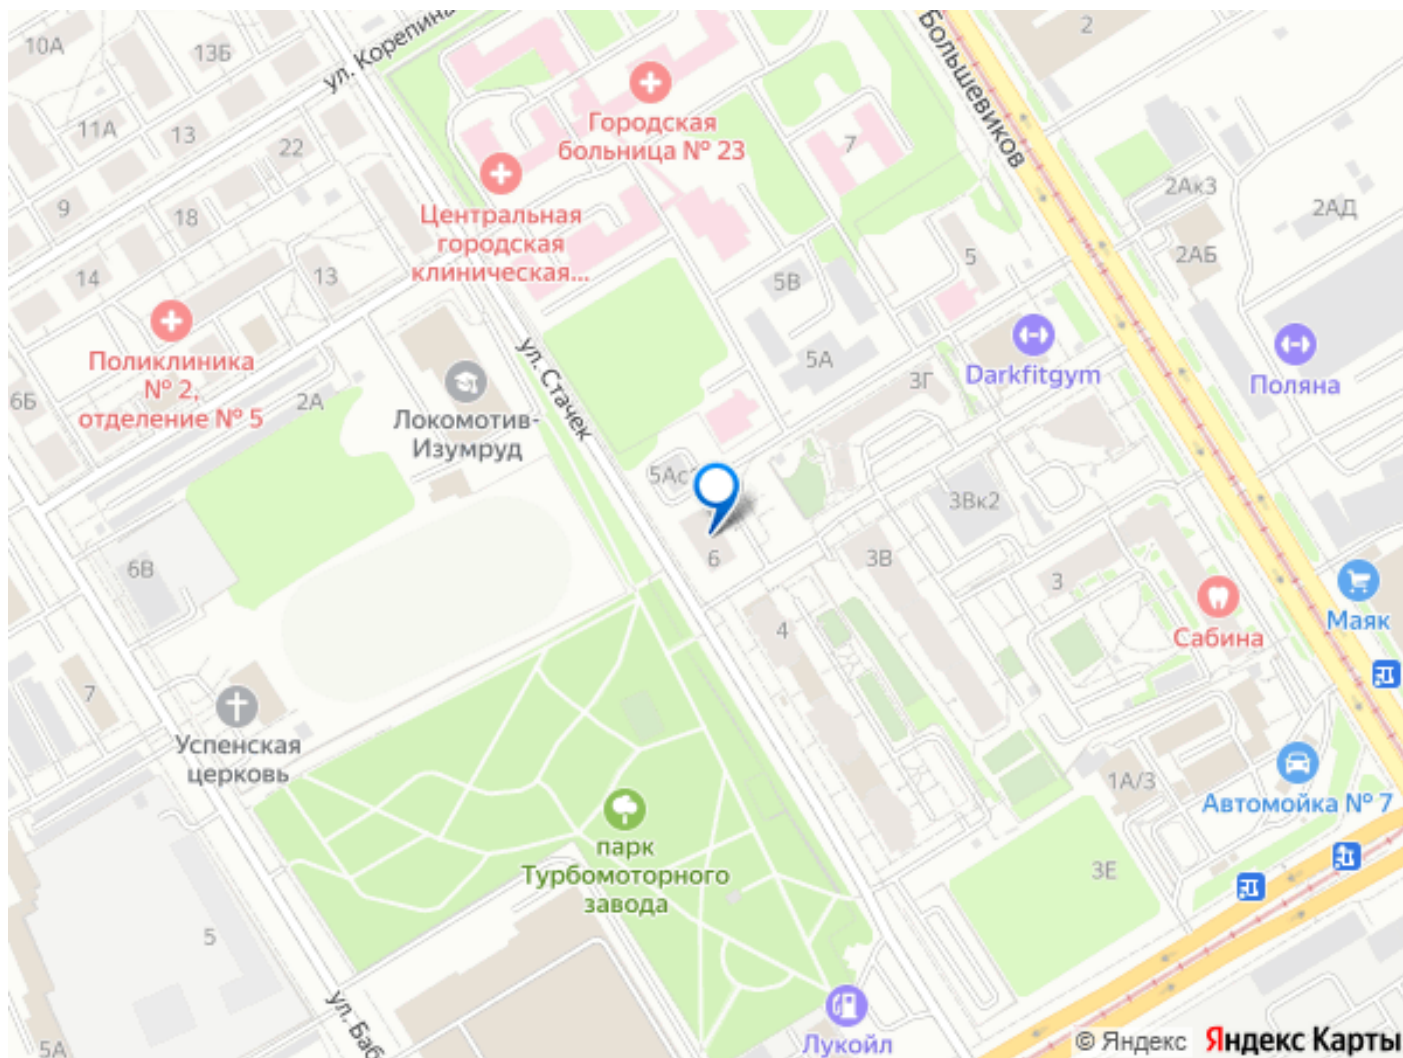 10А
13Б
ул. Корепина
Большевиков
2
11А
13
22
Городская
больница № 23
7
9
18
Центральная
городская
клиническая...
2Ак3
2АД
14
13
5
2АБ
5В
Поликлиника
№ 2,
отделение № 5
ул. Стачек
5А
3Г
Darkfitgym
Поляна
6Б
2А
Локомотив-
Изумруд
5Ас
3Вк2
6В
6
3В
3
Маяк
Сабина
4
7
Успенская
церковь
1А/3
Автомойка № 7
парк
Турбомоторного
завода
3Е
5
ул. Баб
5А
Лукойл
© Яндекс Яндекс Карты